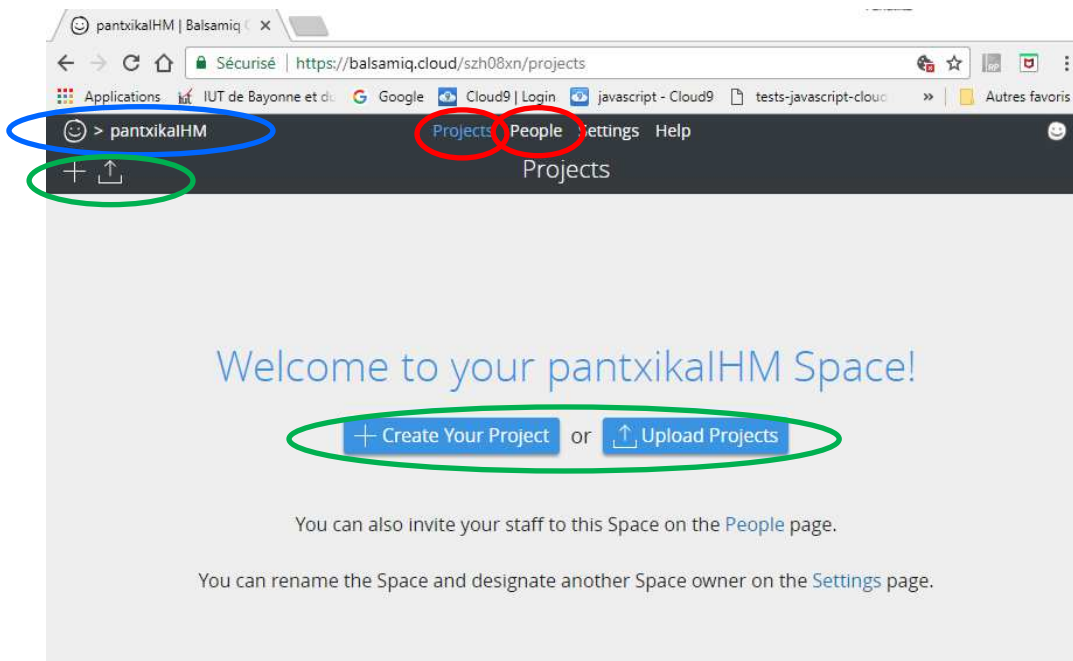 pantxikaIHM | Balsamiq C
Sécurisé | https://balsamiq.cloud/szh08xn/projects
Applications IUT de Bayonne et du G Google Cloud9 | Login javascript - Cloud9 tests-javascript-cloud » Autres favoris
> pantxikaIHM Projects People Settings Help
Projects
Welcome to your pantxikaIHM Space!
Create Your Project or Upload Projects
You can also invite your staff to this Space on the People page.
You can rename the Space and designate another Space owner on the Settings page.